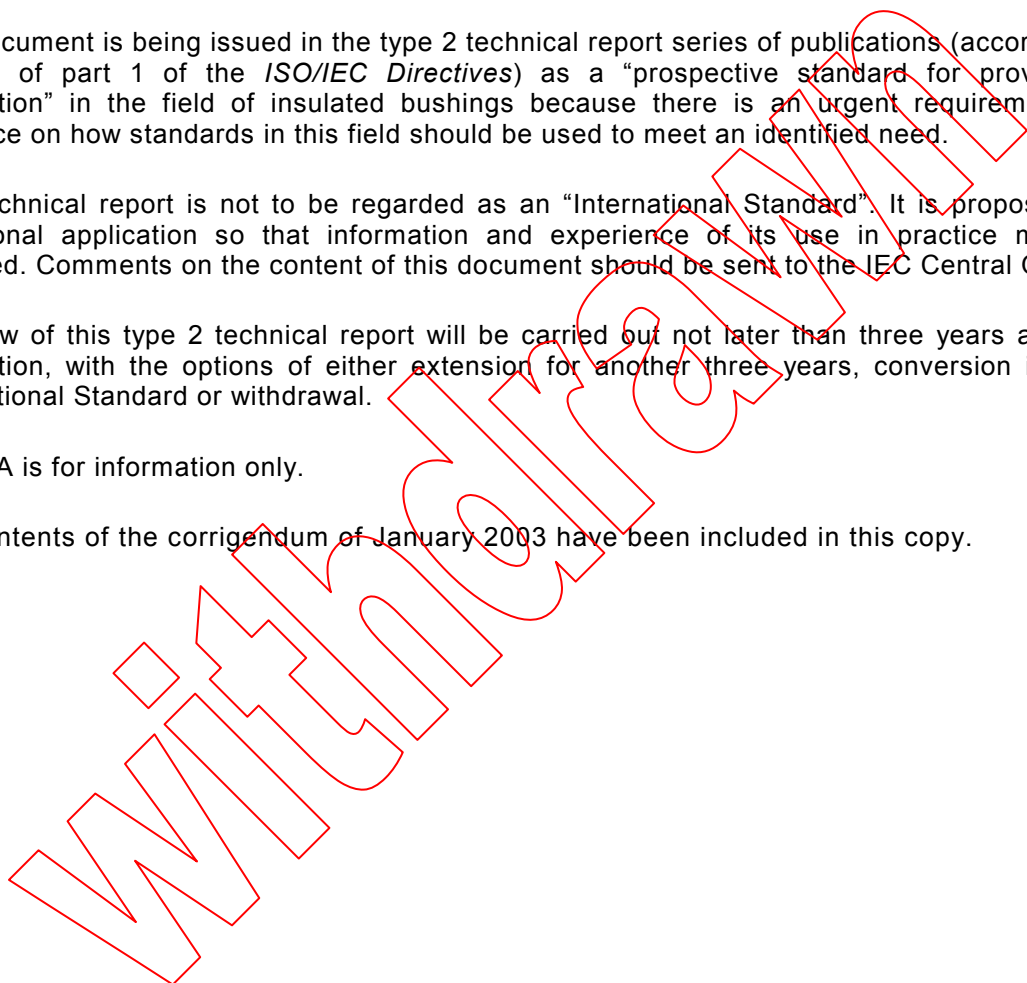 cument is being issued in the type 2 technical report series of publications (accor
of part 1 of the ISO/IEC Directives) as a “prospective standard for prov
tion” in the field of insulated bushings because there is an urgent requirem
ce on how standards in this field should be used to meet an identified need.
chnical report is not to be regarded as an “International Standard”. It is propos
onal application so that information and experience of its use in practice m
ed. Comments on the content of this document should be sent to the IEC Central O
w of this type 2 technical report will be carried out not later than three years a
tion, with the options of either extension for another three years, conversion i
tional Standard or withdrawal.
A is for information only.
ntents of the corrigendum of January 2003 have been included in this copy.
withdrawn